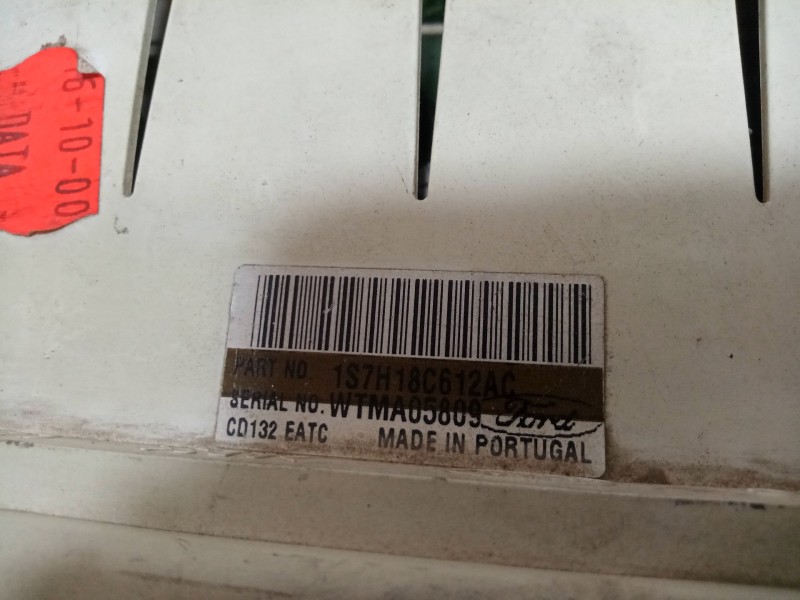 6-10-00
DATA
PART NO. 1S7H18C612AC
SERIAL NO. WTMA05809 Ford
CD132 EATC MADE IN PORTUGAL